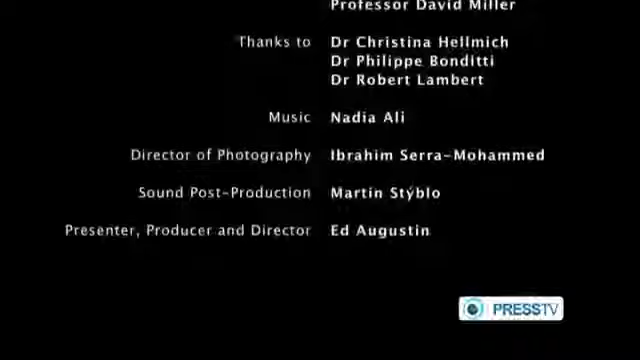 Professor David Miller
Thanks to Dr Christina Hellmich
Dr Philippe Bonditti
Dr Robert Lambert
Music Nadia Ali
Director of Photography Ibrahim Serra-Mohammed
Sound Post-Production Martin Stýblo
Presenter, Producer and Director Ed Augustin
PRESSTV